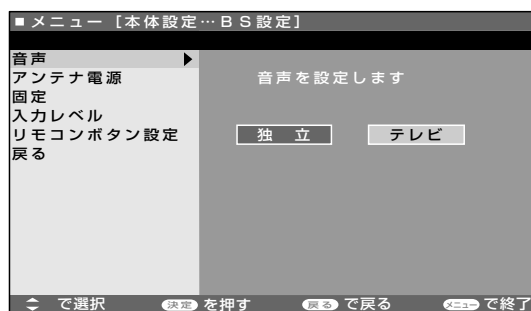 ■メニュー [本体設定…BS設定]
音声
アンテナ電源
固定
入力レベル
リモコンボタン設定
戻る
音声を設定します
独 立 テレビ
で選択 決定 を押す 戻る で戻る メニュー で終了